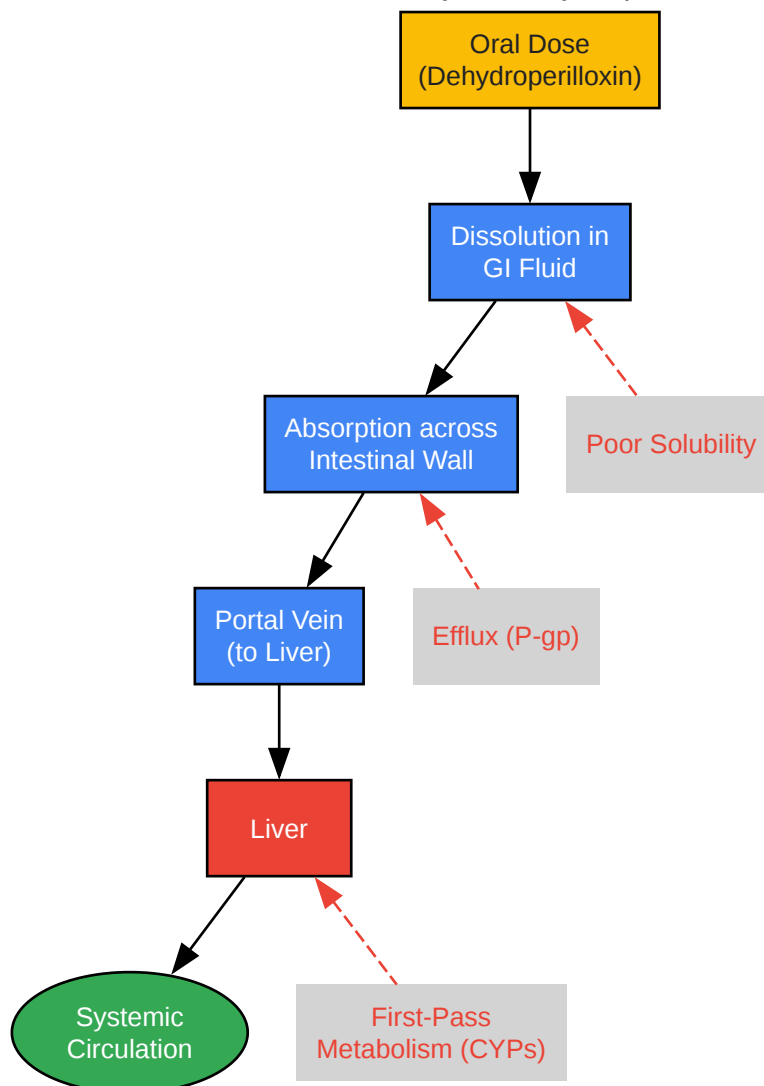 Oral Dose
(Dehydroperilloxin)
Dissolution in
GI Fluid
Absorption across
Intestinal Wall
Poor Solubility
Portal Vein
(to Liver)
Efflux (P-gp)
Liver
Systemic
Circulation
First-Pass
Metabolism (CYPs)